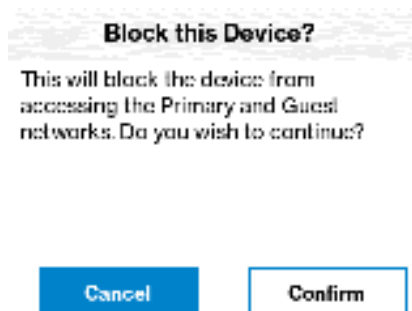 Block this Device?
This will block the device from
accessing the Primary and Guest
networks. Do you wish to continue?
Cancel
Confirm